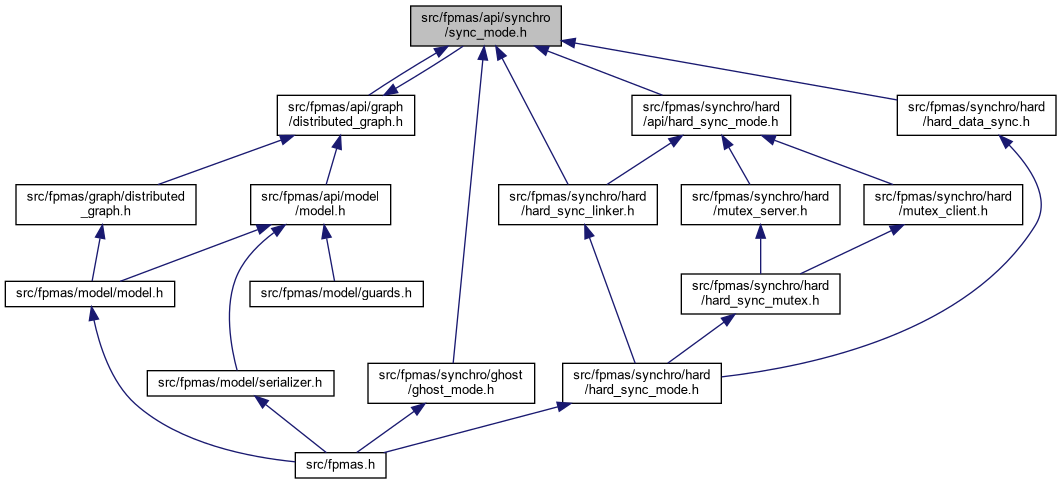 src/fpmas/api/synchro
/sync_mode.h
src/fpmas/api/graph
/distributed_graph.h
src/fpmas/synchro/hard
/api/hard_sync_mode.h
src/fpmas/synchro/hard
/hard_data_sync.h
src/fpmas/graph/distributed
_graph.h
src/fpmas/api/model
/model.h
src/fpmas/synchro/hard
/hard_sync_linker.h
src/fpmas/synchro/hard
/mutex_server.h
src/fpmas/synchro/hard
/mutex_client.h
src/fpmas/model/model.h
src/fpmas/model/guards.h
src/fpmas/synchro/hard
/hard_sync_mutex.h
src/fpmas/model/serializer.h
src/fpmas/synchro/ghost
/ghost_mode.h
src/fpmas/synchro/hard
/hard_sync_mode.h
src/fpmas.h